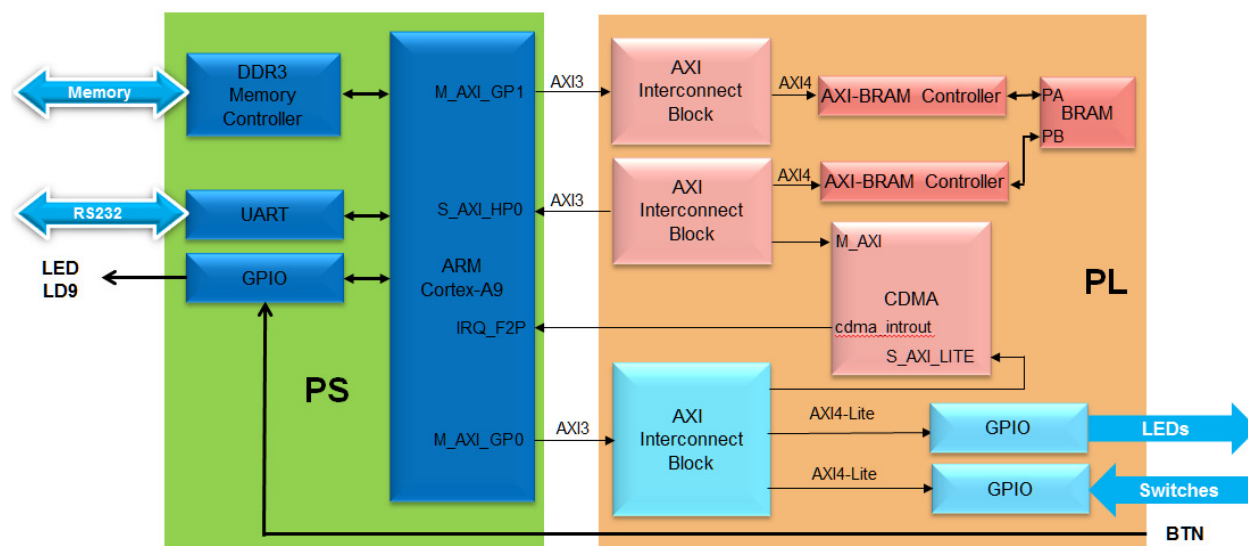 Memory
DDR3
Memory
Controller
RS232
UART
LED
LD9
GPIO
PS
M_AXI_GP1
S_AXI_HP0
ARM
Cortex-A9
IRQ_F2P
M_AXI_GP0
AXI3
AXI
Interconnect
Block
AXI4
AXI-BRAM Controller
PA
BRAM
PB
AXI3
AXI
Interconnect
Block
AXI4
AXI-BRAM Controller
M_AXI
CDMA
cdma_introut
S_AXI_LITE
PL
AXI3
AXI
Interconnect
Block
AXI4-Lite
GPIO
LEDs
AXI4-Lite
GPIO
Switches
BTN